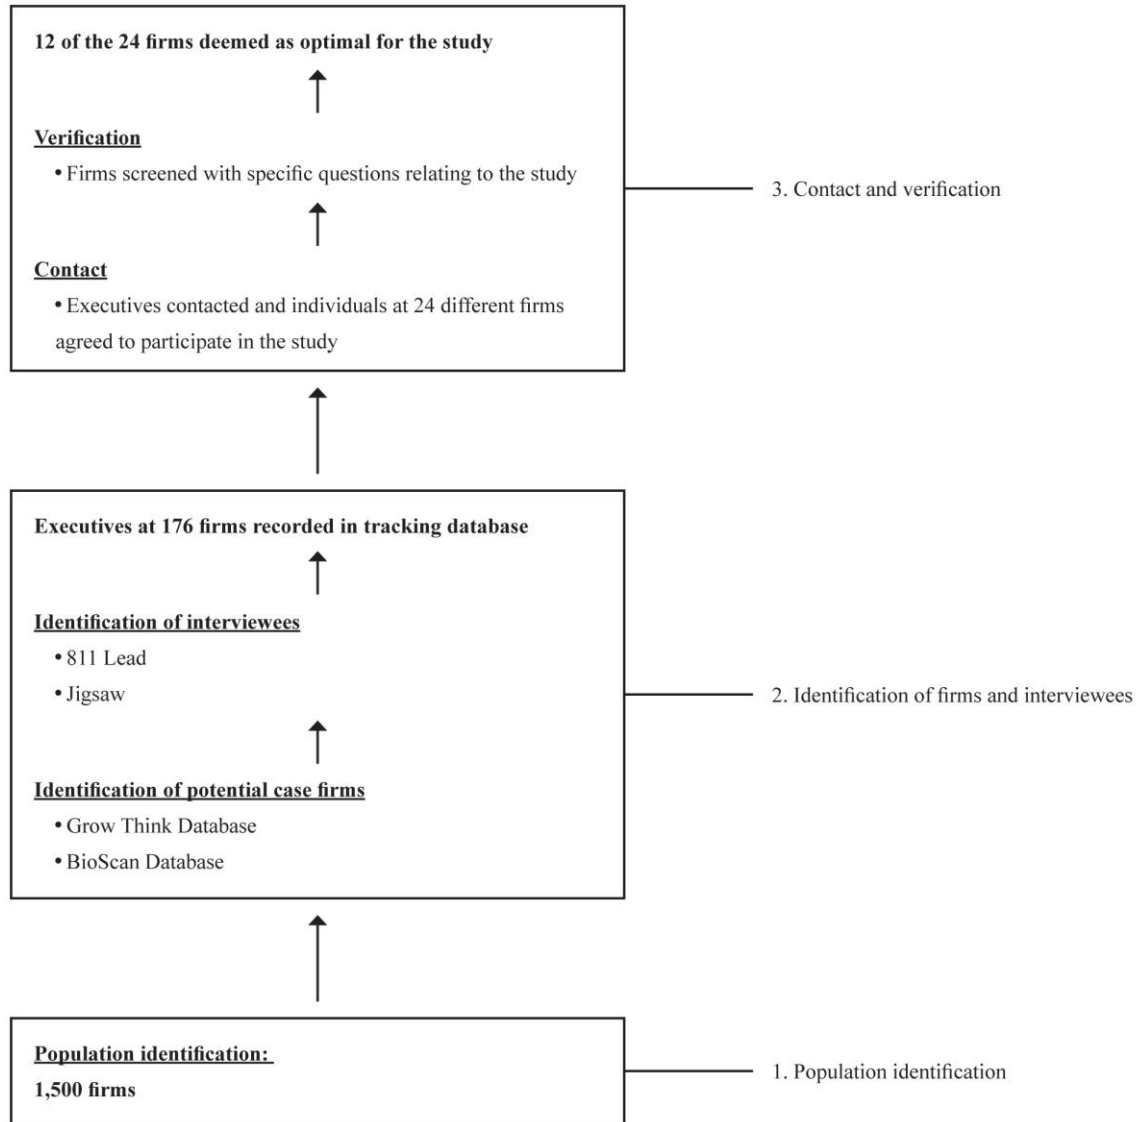 12 of the 24 firms deemed as optimal for the study
Verification
• Firms screened with specific questions relating to the study
3. Contact and verification
Contact
• Executives contacted and individuals at 24 different firms
agreed to participate in the study
Executives at 176 firms recorded in tracking database
Identification of interviewees
• 811 Lead
• Jigsaw
2. Identification of firms and interviewees
Identification of potential case firms
• Grow Think Database
• BioScan Database
Population identification:
1,500 firms
1. Population identification